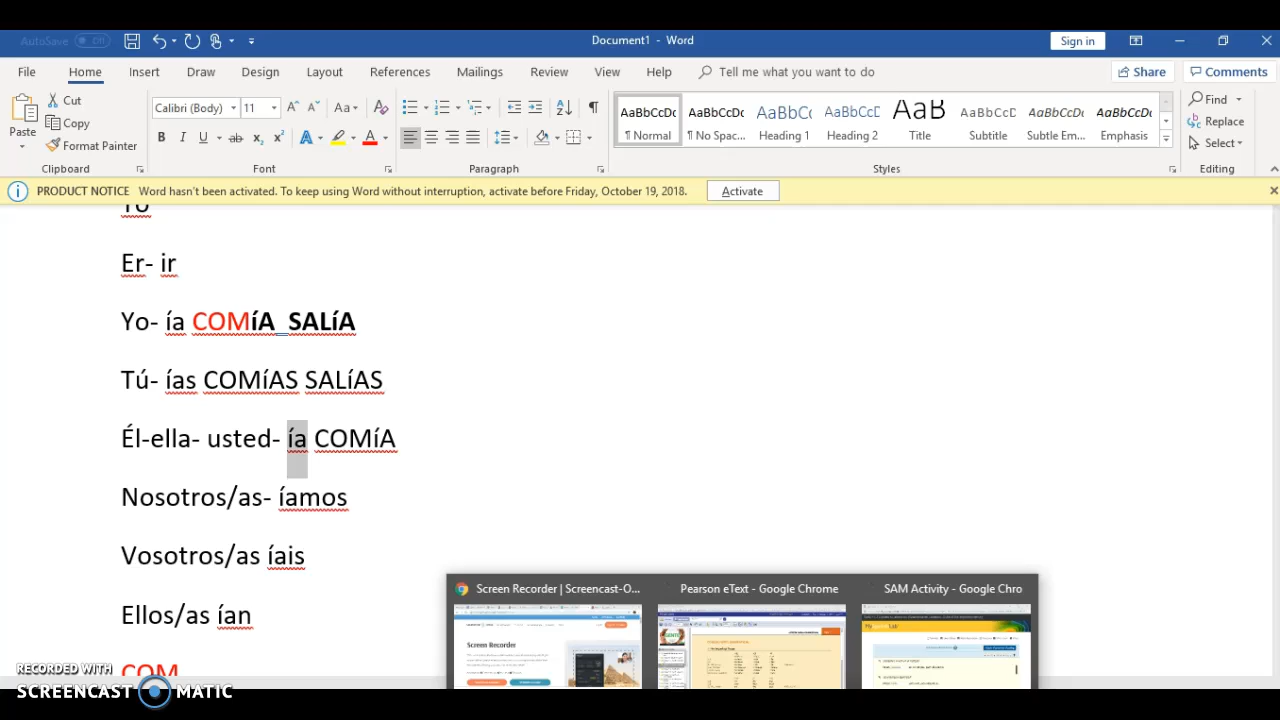 AutoSave Off
Document1 - Word
Sign in
File Home Insert Draw Design Layout References Mailings Review View Help Tell me what you want to do Share Comments
Paste
Cut
Copy
Format Painter
Clipboard
Calibri (Body) 11
Font
Paragraph
AaBbCcDc AaBbCcDc AaBbCc AaBbCcD AaB AaBbCcD AaBbCcDc AaBbCcDc
¶ Normal ¶ No Spac... Heading 1 Heading 2 Title Subtitle Subtle Em... Emphasis
Styles
Find
Replace
Select
Editing
PRODUCT NOTICE Word hasn't been activated. To keep using Word without interruption, activate before Friday, October 19, 2018. Activate
Er- ir
Yo- ía COMíA SALíA
Tú- ías COMíAS SALíAS
Él-ella- usted- ía COMíA
Nosotros/as- íamos
Vosotros/as íais
Ellos/as ían
COM
Screen Recorder | Screencast-O... Pearson eText - Google Chrome SAM Activity - Google Chro
Screen Recorder
RECORDED WITH
SCREENCAST MATIC